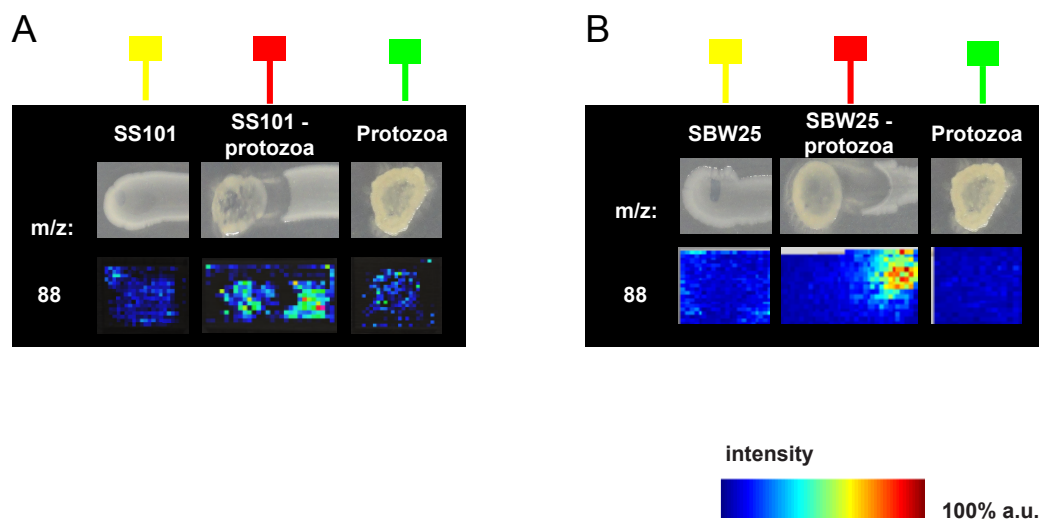 A
SS101
SS101 -
protozoa
Protozoa
m/z:
88
B
SBW25
SBW25 -
protozoa
Protozoa
m/z:
88
intensity
100% a.u.